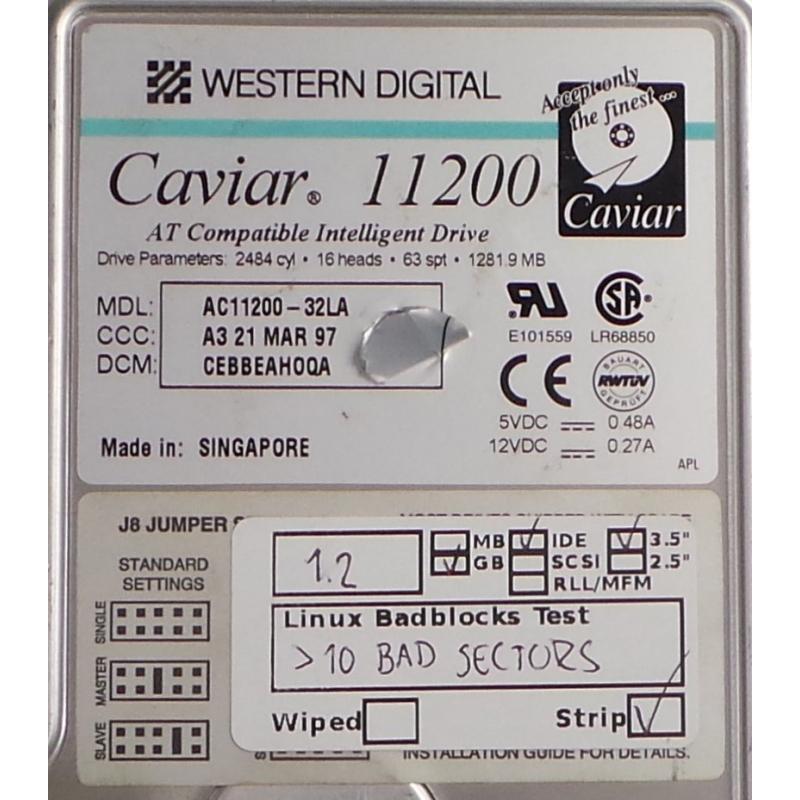 WESTERN DIGITAL
Accept only
the finest...
Caviar® 11200
Caviar
AT Compatible Intelligent Drive
Drive Parameters: 2484 cyl • 16 heads • 63 spt • 1281.9 MB
MDL: AC11200-32LA
CCC: A3 21 MAR 97
DCM: CEBBEAHOQA
E101559 LR68850
BAUART
RWTÜV
GEPRÜFT
5VDC 0.48A
12VDC 0.27A
Made in: SINGAPORE
APL
J8 JUMPER
STANDARD
SETTINGS
SINGLE
MASTER
SLAVE
1.2
MB IDE 3.5"
GB SCSI 2.5"
RLL/MFM
Linux Badblocks Test
>10 BAD SECTORS
Wiped Strip
INSTALLATION GUIDE FOR DETAILS.